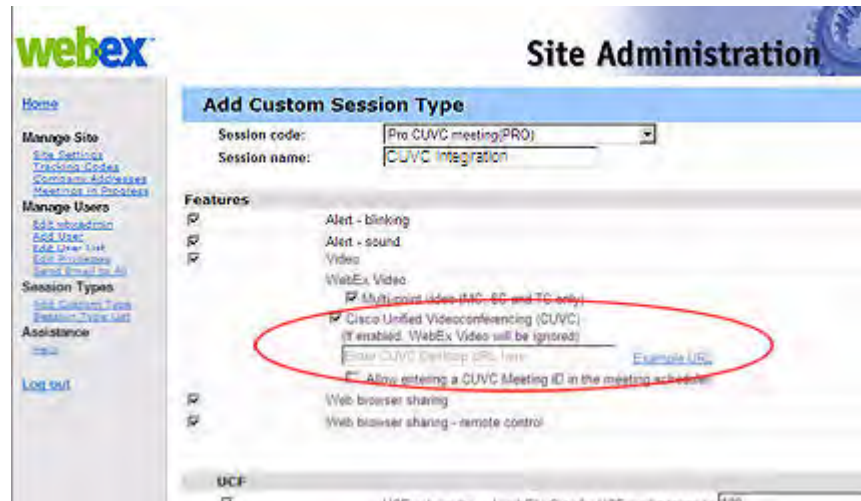 webex
Site Administration
Home
Add Custom Session Type
Session code: Pro CUVC meeting(PRO)
Session name: CUVC Integration
Manage Site
Site Settings
Tracking Codes
Company Addresses
Meetings in Progress
Manage Users
Edit
Add User
Edit User List
Edit Privileges
Send Email to All
Session Types
Add Custom Type
Session Type List
Assistance
Help
Log out
Features
Alert - blinking
Alert - sound
Video
WebEx Video
Multi-point video (MC, EC and TC only)
Cisco Unified Videoconferencing (CUVC)
(If enabled, WebEx Video will be ignored)
Enter CUVC Desktop URL here Example URL
Allow entering a CUVC Meeting ID in the meeting scheduler
Web browser sharing
Web browser sharing - remote control
UCF